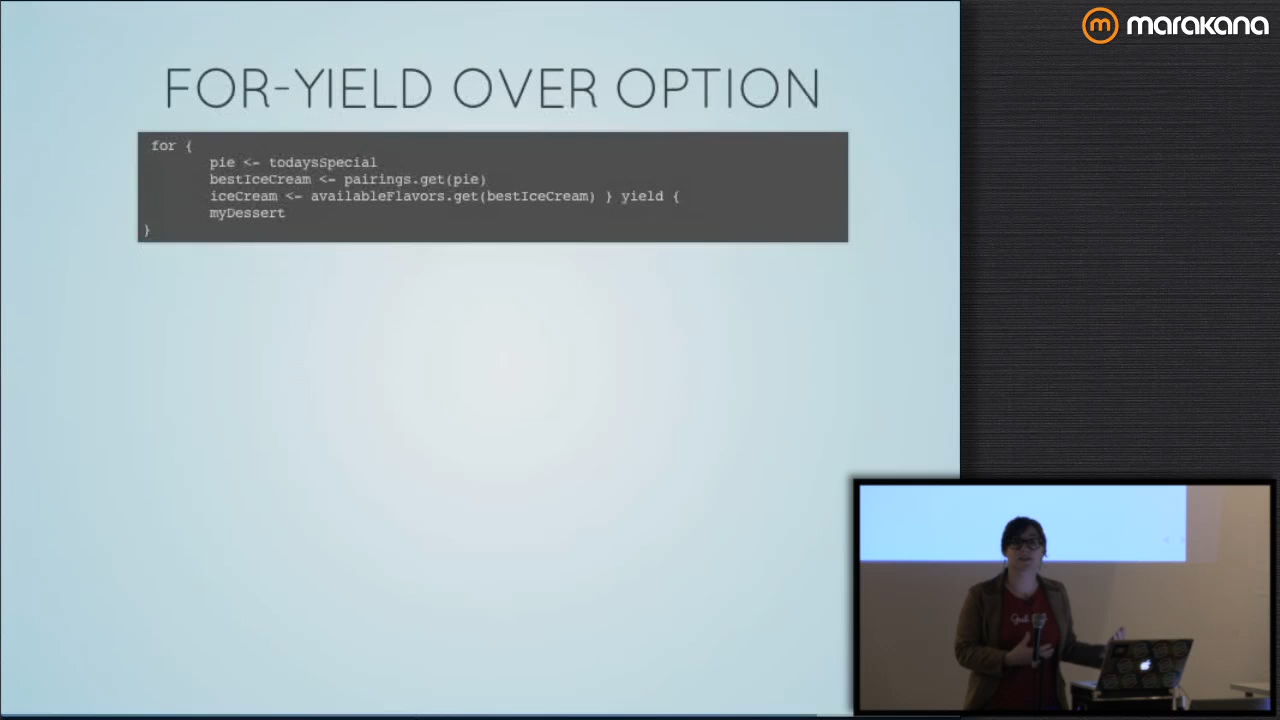 marakana
FOR-YIELD OVER OPTION
for {
pie <- todaysSpecial
bestIceCream <- pairings.get(pie)
iceCream <- availableFlavors.get(bestIceCream) } yield {
myDessert
}